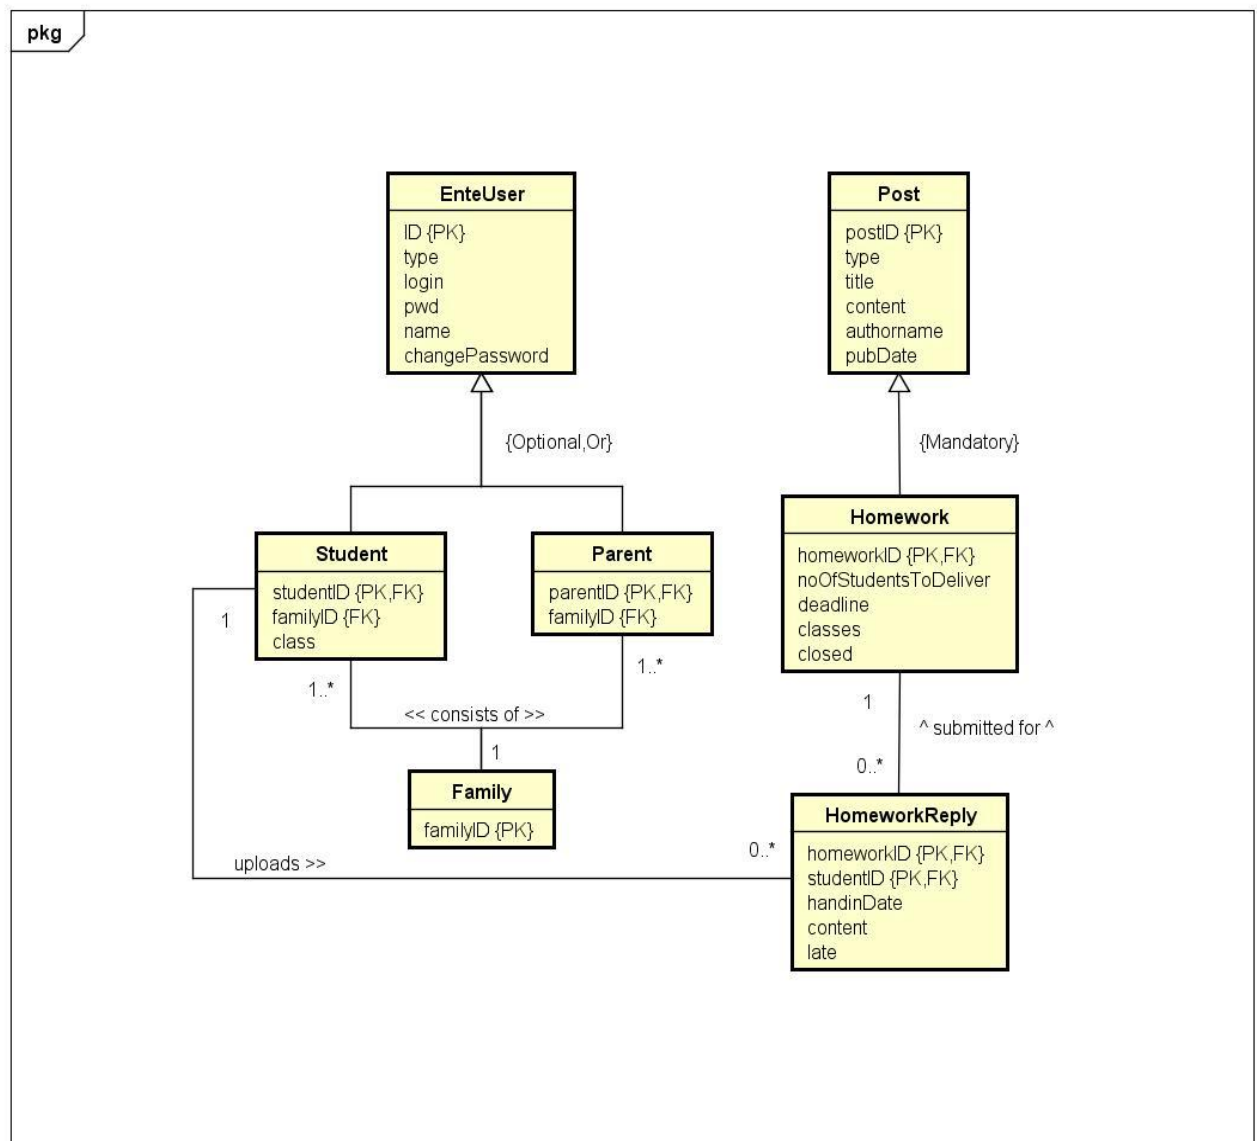 pkg
EnteUser
ID {PK}
type
login
pwd
name
changePassword
Post
postID {PK}
type
title
content
authorname
pubDate
{Optional,Or}
{Mandatory}
Student
studentID {PK,FK}
familyID {FK}
class
Parent
parentID {PK,FK}
familyID {FK}
Homework
homeworkID {PK,FK}
noOfStudentsToDeliver
deadline
classes
closed
1
1..*
1..*
<< consists of >>
1
1
^ submitted for ^
0..*
Family
familyID {PK}
uploads >>
0..*
HomeworkReply
homeworkID {PK,FK}
studentID {PK,FK}
handinDate
content
late